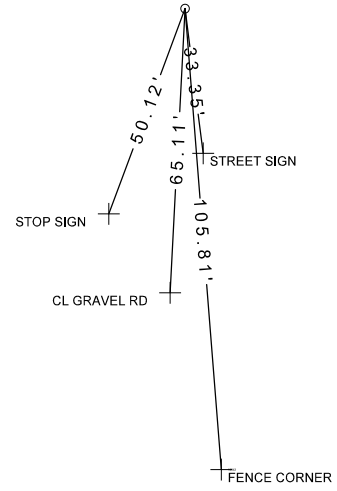 33.35'
50.12'
65.11'
STREET SIGN
105.81'
STOP SIGN
CL GRAVEL RD
FENCE CORNER